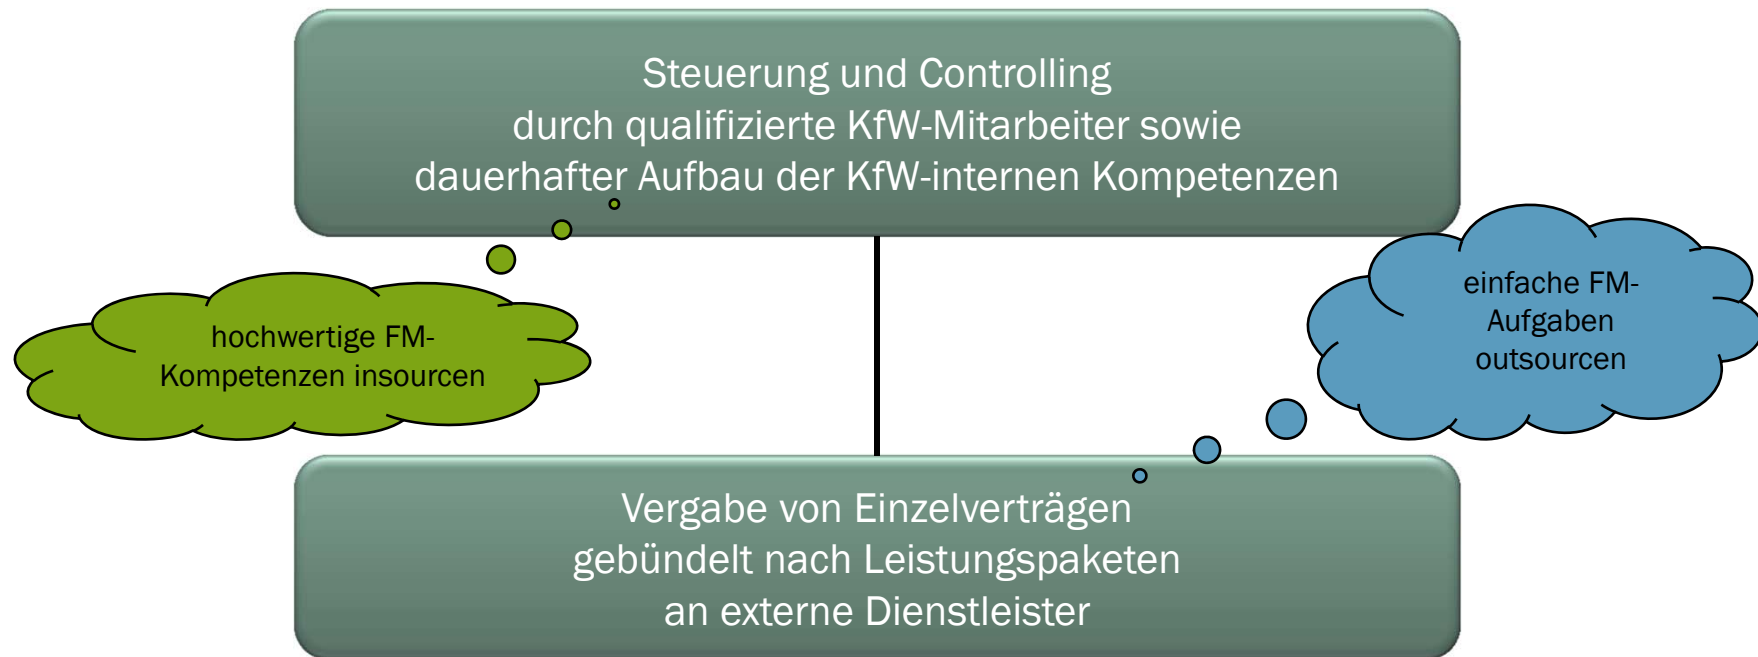 Steuerung und Controlling
durch qualifizierte KfW-Mitarbeiter sowie
dauerhafter Aufbau der KfW-internen Kompetenzen
hochwertige FM-
Kompetenzen insourcen
einfache FM-
Aufgaben
outsourcen
Vergabe von Einzelverträgen
gebündelt nach Leistungspaketen
an externe Dienstleister